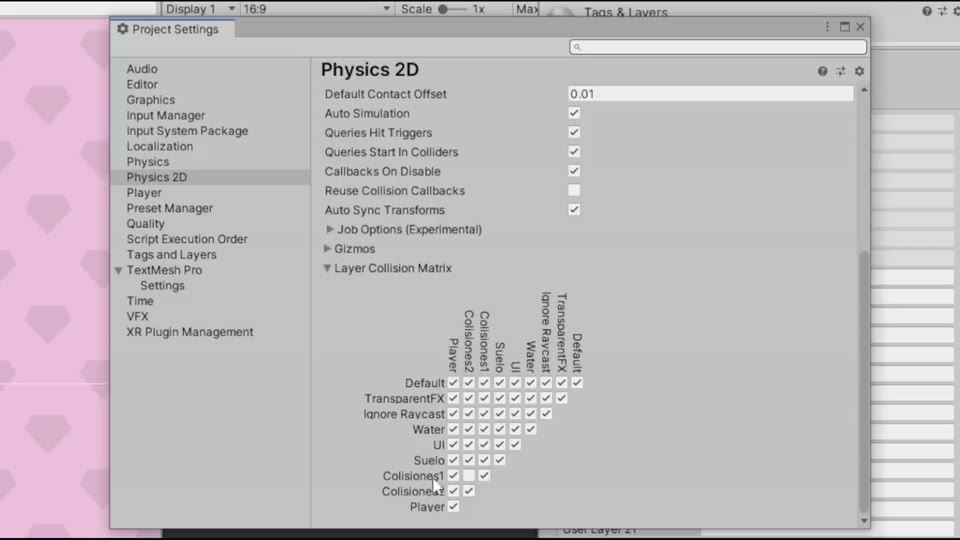 Display 1
16:9
Scale
1x
Max
Tags & Layers
Project Settings
Audio
Editor
Graphics
Input Manager
Input System Package
Localization
Physics
Physics 2D
Player
Preset Manager
Quality
Script Execution Order
Tags and Layers
TextMesh Pro
Settings
Time
VFX
XR Plugin Management
Physics 2D
Default Contact Offset
0.01
Auto Simulation
Queries Hit Triggers
Queries Start In Colliders
Callbacks On Disable
Reuse Collision Callbacks
Auto Sync Transforms
Job Options (Experimental)
Gizmos
Layer Collision Matrix
Player
Colisiones2
Colisiones1
Suelo
UI
Water
Ignore Raycast
TransparentFX
Default
Default
TransparentFX
Ignore Raycast
Water
UI
Suelo
Colisiones1
Colisiones2
Player
User Layer 21